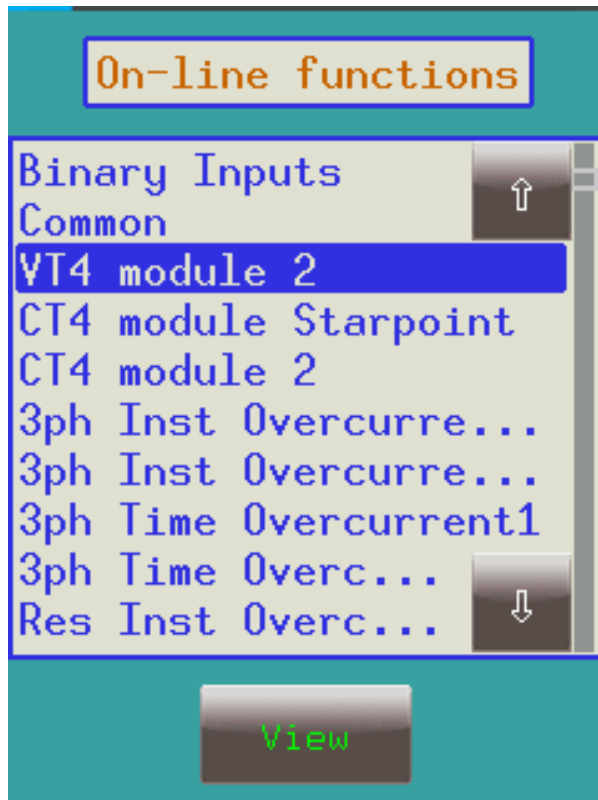 On-line functions
Binary Inputs
Common
VT4 module 2
CT4 module Starpoint
CT4 module 2
3ph Inst Overcurre...
3ph Inst Overcurre...
3ph Time Overcurrent1
3ph Time Overc...
Res Inst Overc...
View